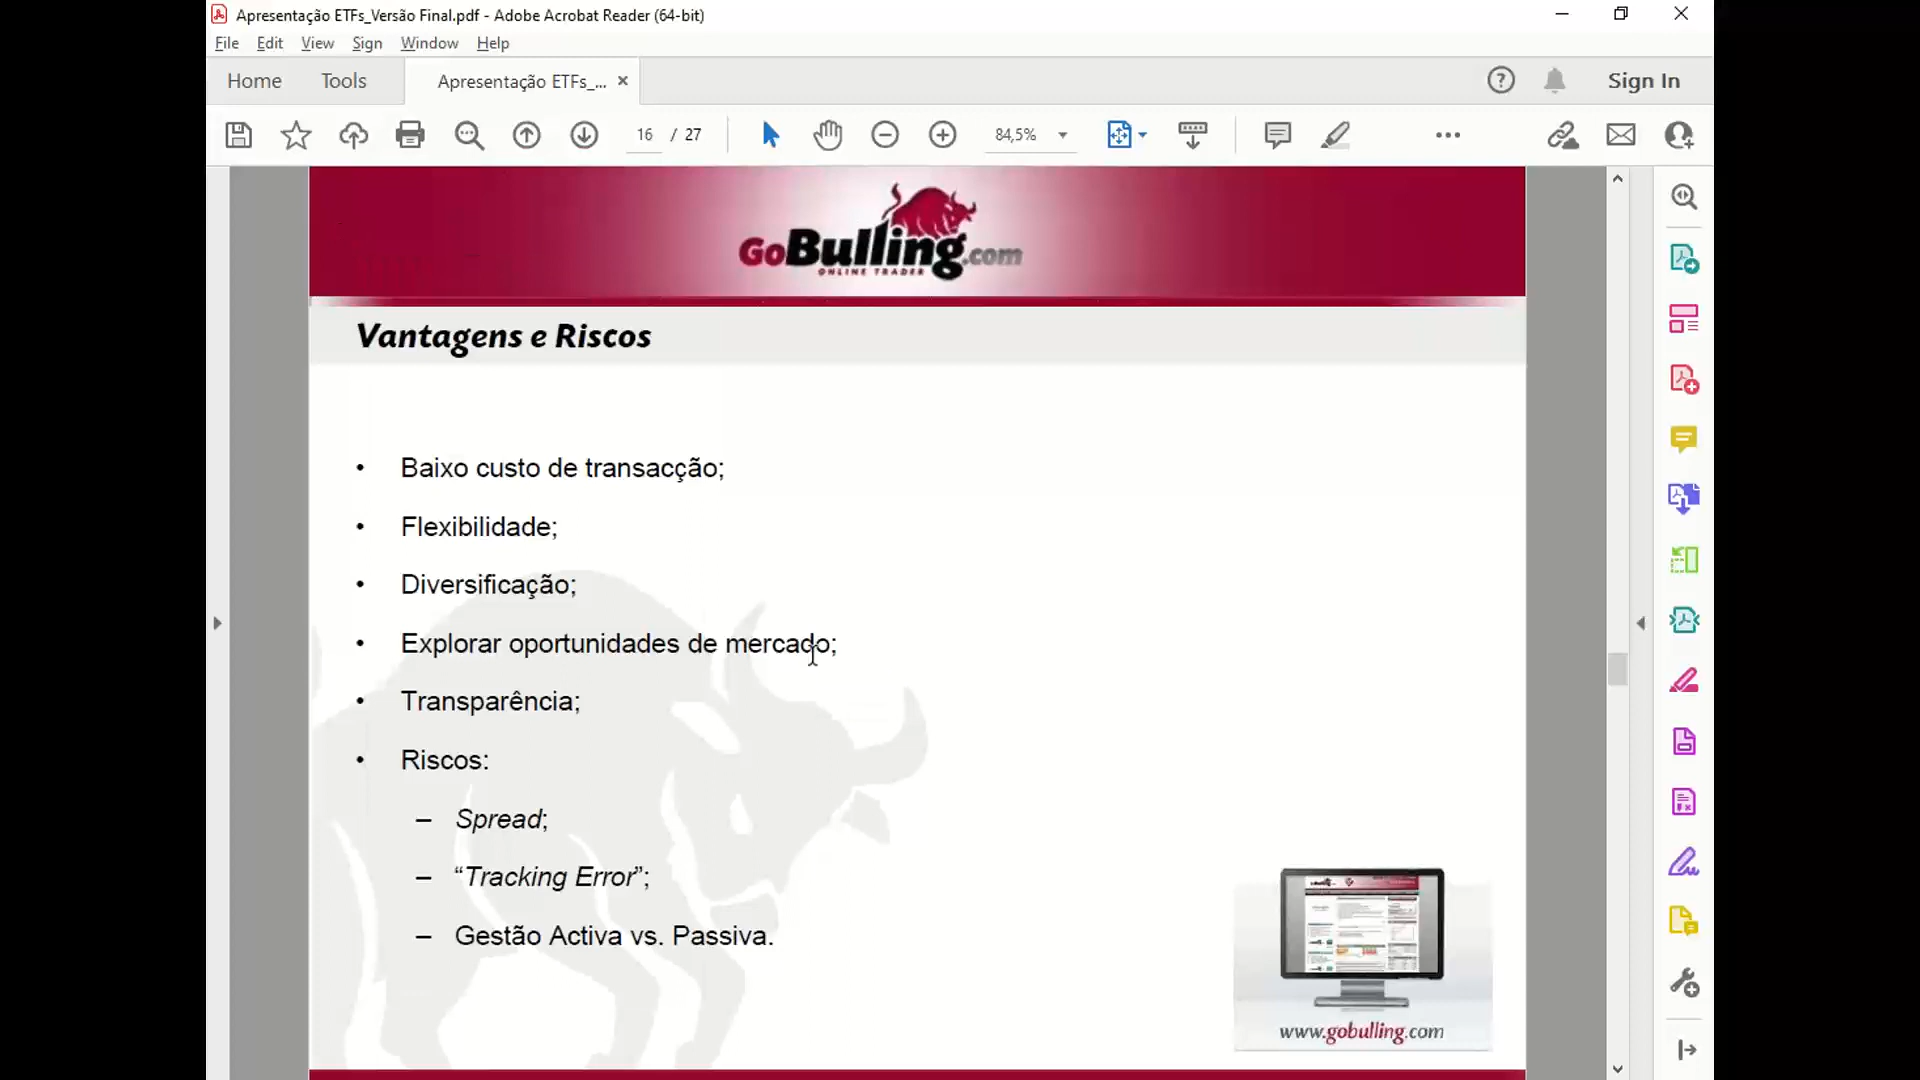 Apresentação ETFs_Versão Final.pdf - Adobe Acrobat Reader (64-bit)
File Edit View Sign Window Help
Home Tools Apresentação ETFs_... × Sign In
16 / 27 84,5%
GoBulling.com
ONLINE TRADER
Vantagens e Riscos
• Baixo custo de transacção;
• Flexibilidade;
• Diversificação;
• Explorar oportunidades de mercado;
• Transparência;
• Riscos:
– Spread;
– “Tracking Error”;
– Gestão Activa vs. Passiva.
www.gobulling.com